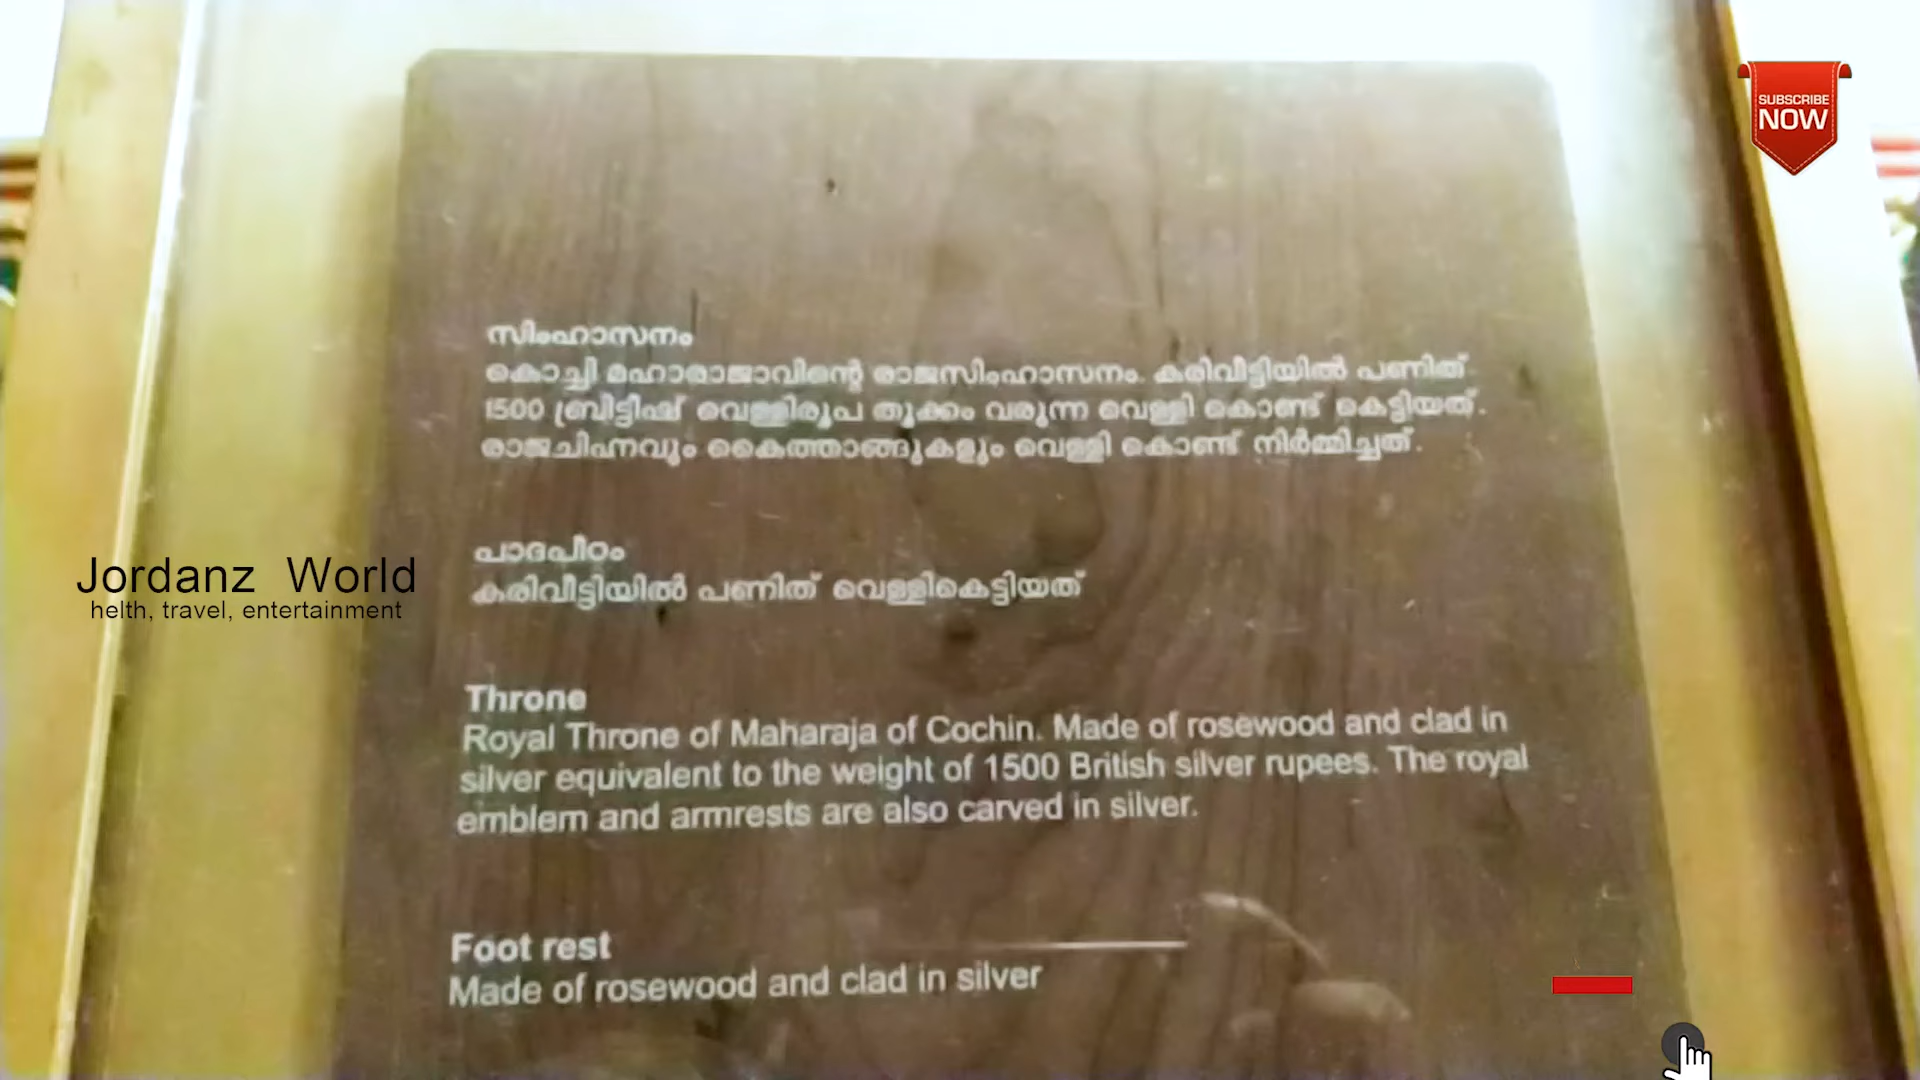 SUBSCRIBE
NOW
സിംഹാസനം
കൊച്ചി മഹാരാജാവിന്റെ രാജസിംഹാസനം. കരിവീട്ടിയിൽ പണിത്.
1500 ബ്രിട്ടീഷ് വെള്ളിരൂപ തൂക്കം വരുന്ന വെള്ളി കൊണ്ട് കെട്ടിയത്.
രാജചിഹ്നവും കൈത്താങ്ങുകളും വെള്ളി കൊണ്ട് നിർമ്മിച്ചത്.
പാദപീഠം
കരിവീട്ടിയിൽ പണിത് വെള്ളികെട്ടിയത്
Jordanz World
helth, travel, entertainment
Throne
Royal Throne of Maharaja of Cochin. Made of rosewood and clad in
silver equivalent to the weight of 1500 British silver rupees. The royal
emblem and armrests are also carved in silver.
Foot rest
Made of rosewood and clad in silver